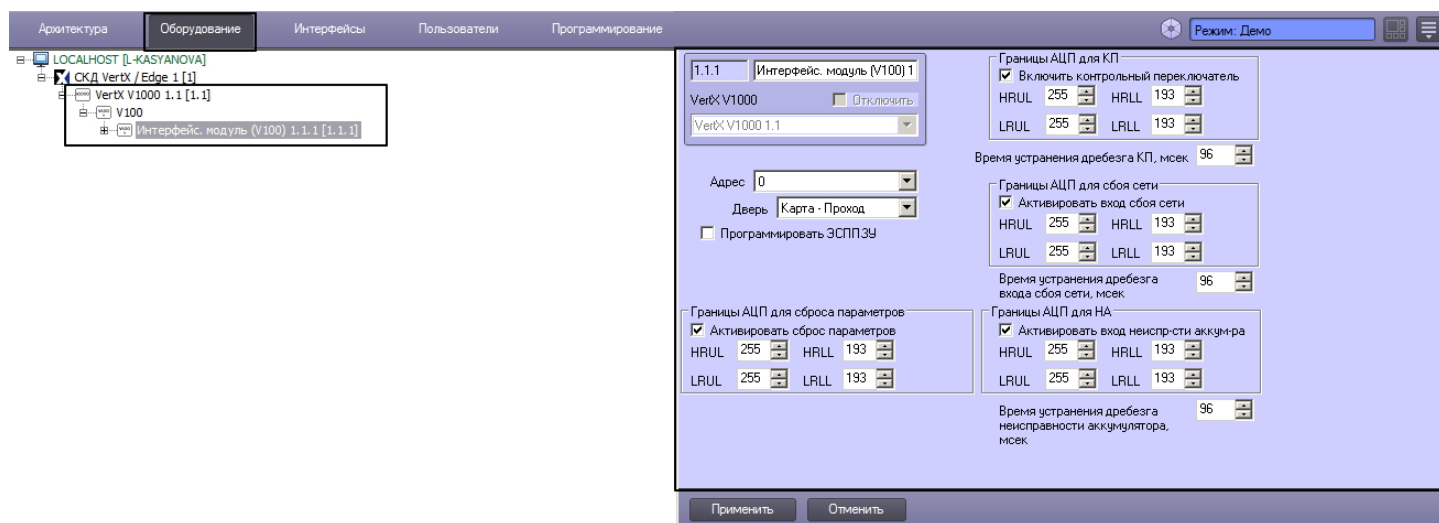 Архитектура Оборудование Интерфейсы Пользователи Программирование Режим: Демо
LOCALHOST [L-KASYANOVA]
СКД VertX / Edge 1 [1]
VertX V1000 1.1 [1.1]
V100
Интерфейс. модуль (V100) 1.1.1 [1.1.1]
1.1.1 Интерфейс. модуль (V100) 1
VertX V1000 Отключить
VertX V1000 1.1
Адрес 0
Дверь Карта - Проход
Программировать ЭСППЗУ
Границы АЦП для сброса параметров
Активировать сброс параметров
HRUL 255 HRLL 193
LRUL 255 LRLL 193
Границы АЦП для КП
Включить контрольный переключатель
HRUL 255 HRLL 193
LRUL 255 LRLL 193
Время устранения дребезга КП, мсек 96
Границы АЦП для сбоя сети
Активировать вход сбоя сети
HRUL 255 HRLL 193
LRUL 255 LRLL 193
Время устранения дребезга 96
входа сбоя сети, мсек
Границы АЦП для НА
Активировать вход неиспр-сти аккум-ра
HRUL 255 HRLL 193
LRUL 255 LRLL 193
Время устранения дребезга 96
неисправности аккумулятора,
мсек
Применить Отменить